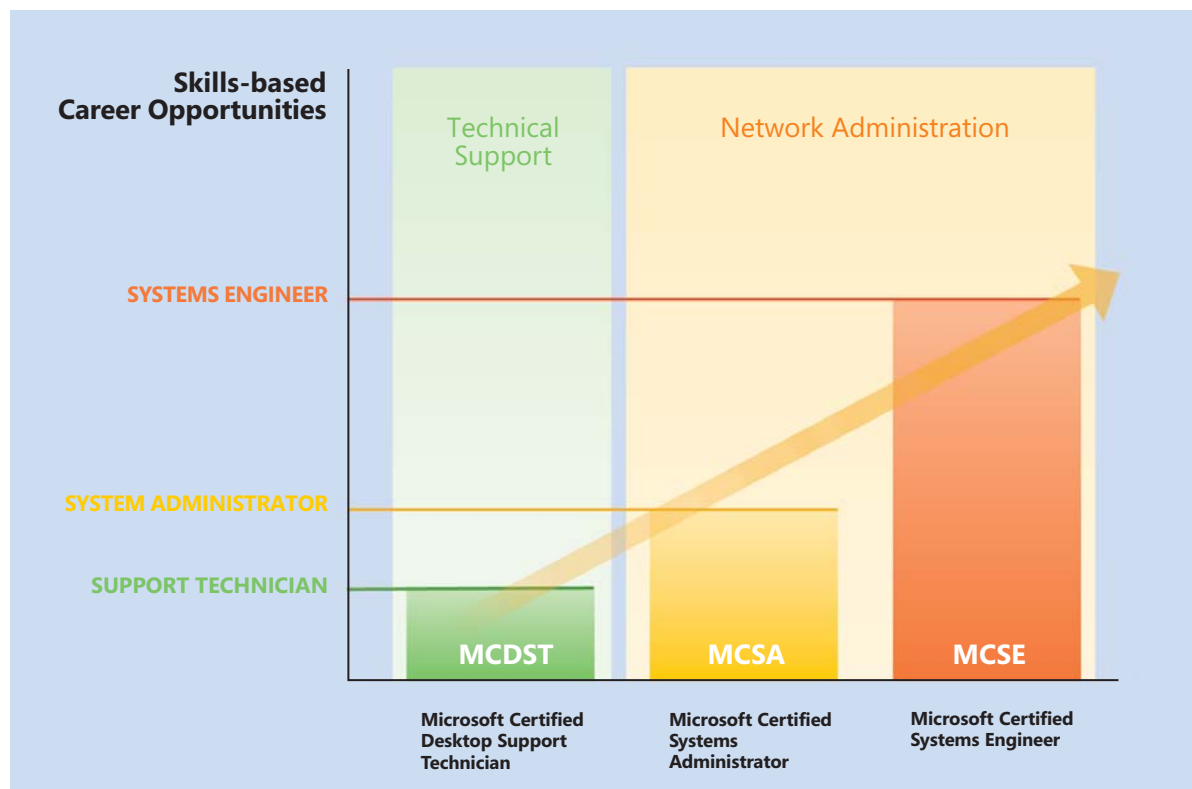 Skills-based
Career Opportunities
Technical
Support
Network Administration
SYSTEMS ENGINEER
SYSTEM ADMINISTRATOR
SUPPORT TECHNICIAN
MCDST
MCSA
MCSE
Microsoft Certified
Desktop Support
Technician
Microsoft Certified
Systems
Administrator
Microsoft Certified
Systems Engineer